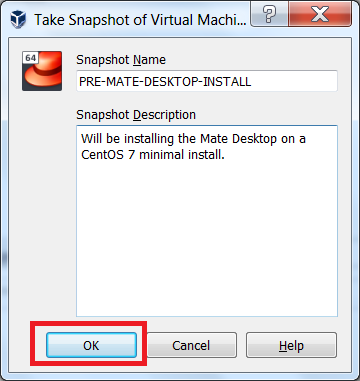 Take Snapshot of Virtual Machi...
?
64
Snapshot Name
PRE-MATE-DESKTOP-INSTALL
Snapshot Description
Will be installing the Mate Desktop on a
CentOS 7 minimal install.
OK
Cancel
Help